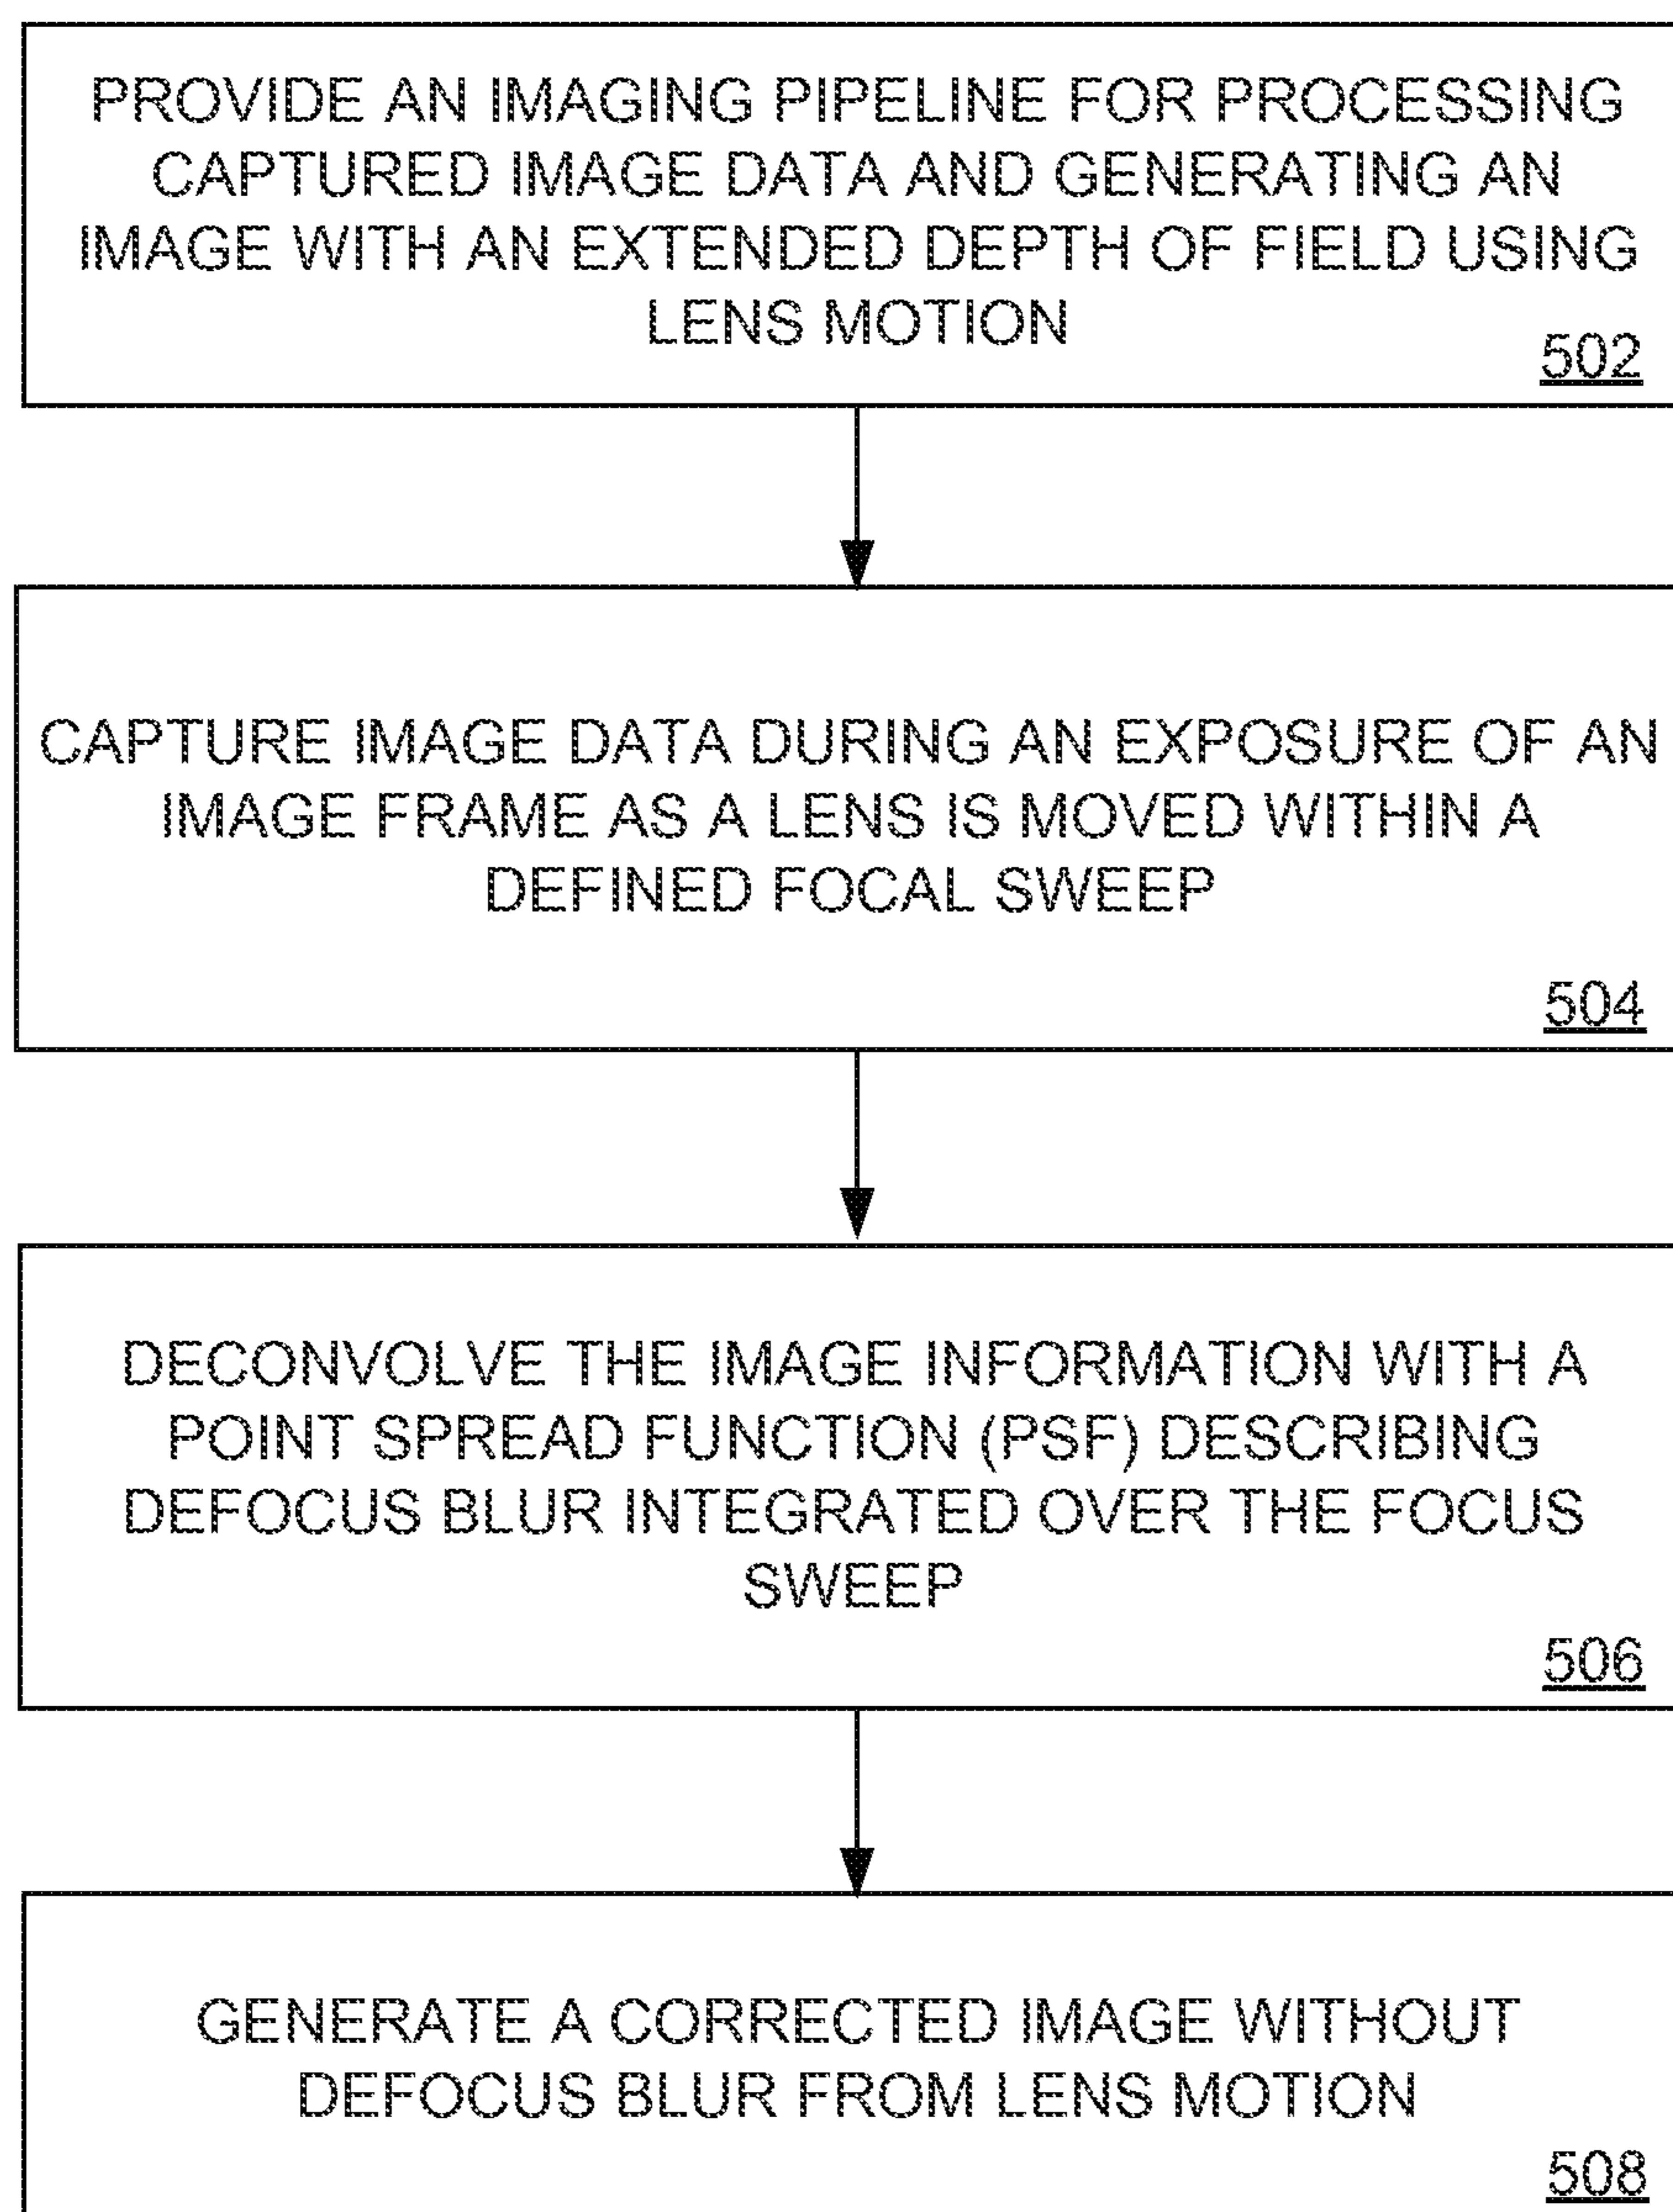 PROVIDE AN IMAGING PIPELINE FOR PROCESSING
CAPTURED IMAGE DATA AND GENERATING AN
IMAGE WITH AN EXTENDED DEPTH OF FIELD USING
LENS MOTION
502
CAPTURE IMAGE DATA DURING AN EXPOSURE OF AN
IMAGE FRAME AS A LENS IS MOVED WITHIN A
DEFINED FOCAL SWEEP
504
DECONVOLVE THE IMAGE INFORMATION WITH A
POINT SPREAD FUNCTION (PSF) DESCRIBING
DEFOCUS BLUR INTEGRATED OVER THE FOCUS
SWEEP
506
GENERATE A CORRECTED IMAGE WITHOUT
DEFOCUS BLUR FROM LENS MOTION
508